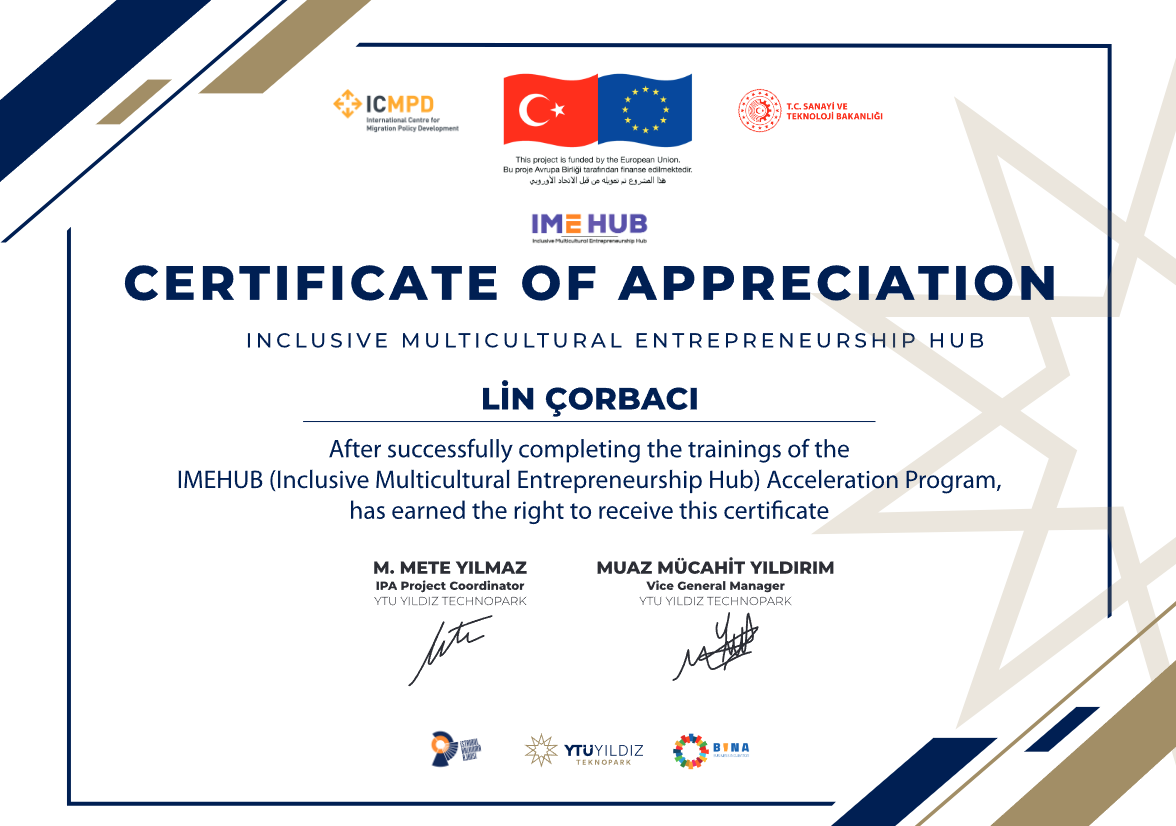 ICMPD
International Centre for
Migration Policy Development
T.C. SANAYİ VE
TEKNOLOJİ BAKANLIĞI
This project is funded by the European Union.
Bu proje Avrupa Birliği tarafından finanse edilmektedir.
هذا المشروع تم تمويله من قبل الاتحاد الأوروبي
IME HUB
Inclusive Multicultural Entrepreneurship Hub
CERTIFICATE OF APPRECIATION
INCLUSIVE MULTICULTURAL ENTREPRENEURSHIP HUB
LİN ÇORBACI
After successfully completing the trainings of the
IMEHUB (Inclusive Multicultural Entrepreneurship Hub) Acceleration Program,
has earned the right to receive this certificate
M. METE YILMAZ
IPA Project Coordinator
YTU YILDIZ TECHNOPARK
MUAZ MÜCAHİT YILDIRIM
Vice General Manager
YTU YILDIZ TECHNOPARK
İSTANBUL
KALKINMA
AJANSI
YTÜYILDIZ
TEKNOPARK
BINA